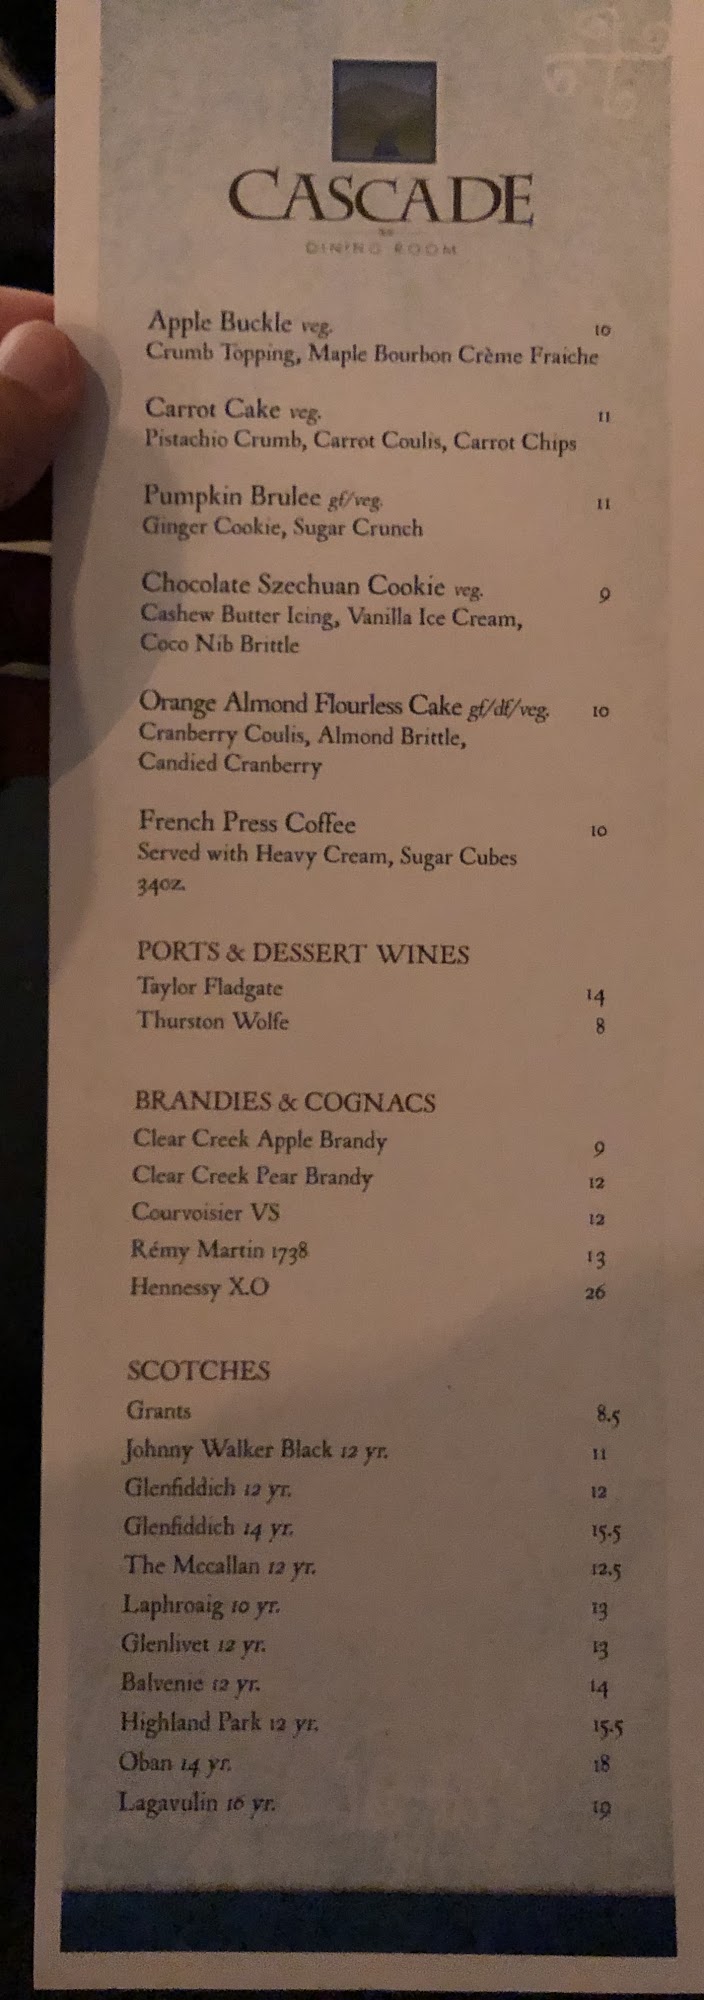 CASCADE
DINING ROOM
Apple Buckle veg. 10
Crumb Topping, Maple Bourbon Crème Fraiche
Carrot Cake veg. 11
Pistachio Crumb, Carrot Coulis, Carrot Chips
Pumpkin Brulee gf/veg. 11
Ginger Cookie, Sugar Crunch
Chocolate Szechuan Cookie veg. 9
Cashew Butter Icing, Vanilla Ice Cream,
Coco Nib Brittle
Orange Almond Flourless Cake gf/df/veg. 10
Cranberry Coulis, Almond Brittle,
Candied Cranberry
French Press Coffee 10
Served with Heavy Cream, Sugar Cubes
34oz.
PORTS & DESSERT WINES
Taylor Fladgate 14
Thurston Wolfe 8
BRANDIES & COGNACS
Clear Creek Apple Brandy 9
Clear Creek Pear Brandy 12
Courvoisier VS 12
Rémy Martin 1738 13
Hennessy X.O 26
SCOTCHES
Grants 8.5
Johnny Walker Black 12 yr. 11
Glenfiddich 12 yr. 12
Glenfiddich 14 yr. 15.5
The Mccallan 12 yr. 12.5
Laphroaig 10 yr. 13
Glenlivet 12 yr. 13
Balvenie 12 yr. 14
Highland Park 12 yr. 15.5
Oban 14 yr. 18
Lagavulin 16 yr. 19